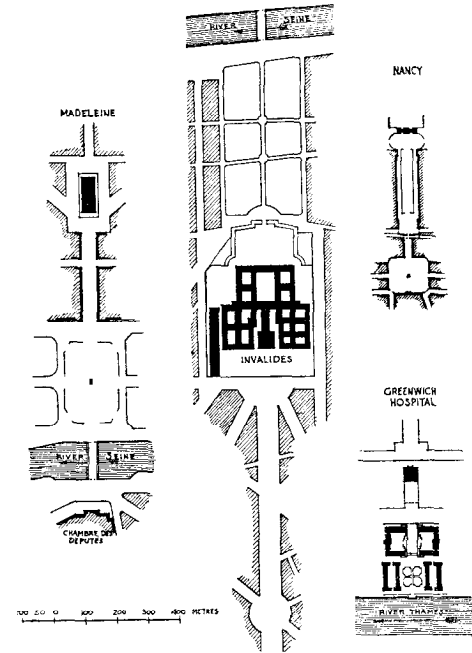 RIVER SEINE
NANCY
MADELEINE
INVALIDES
GREENWICH
HOSPITAL
RIVER SEINE
CHAMBRE DES
DEPUTES
100 50 0 100 200 300 400 METRES
RIVER THAMES